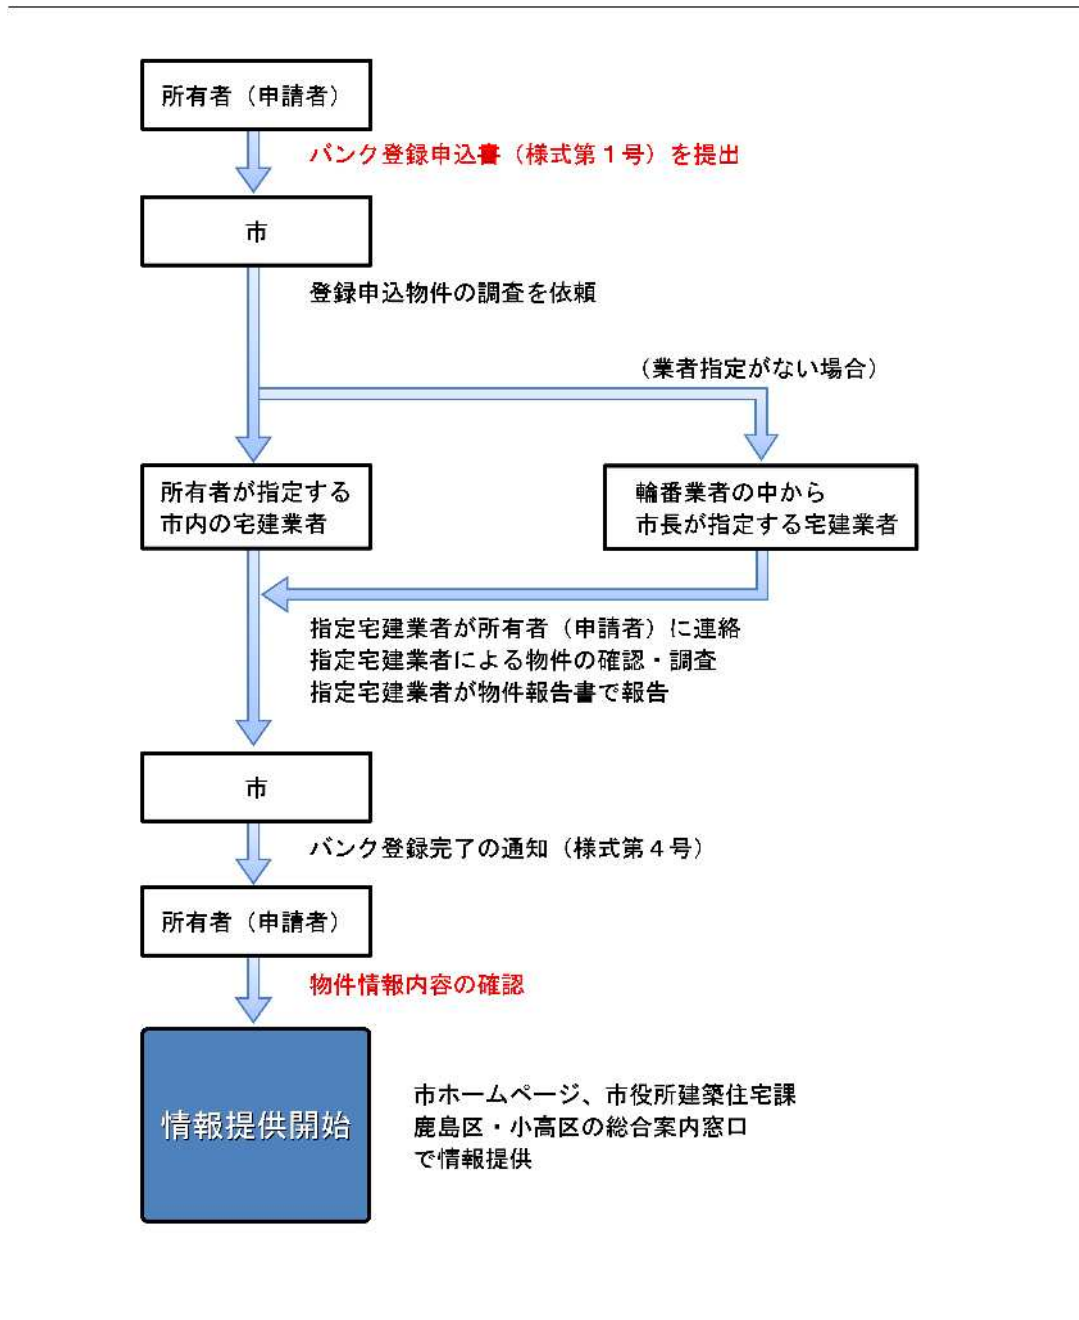 所有者（申請者）
バンク登録申込書（様式第１号）を提出
市
登録申込物件の調査を依頼
（業者指定がない場合）
所有者が指定する
市内の宅建業者
輪番業者の中から
市長が指定する宅建業者
指定宅建業者が所有者（申請者）に連絡
指定宅建業者による物件の確認・調査
指定宅建業者が物件報告書で報告
市
バンク登録完了の通知（様式第４号）
所有者（申請者）
物件情報内容の確認
情報提供開始
市ホームページ、市役所建築住宅課
鹿島区・小高区の総合案内窓口
で情報提供